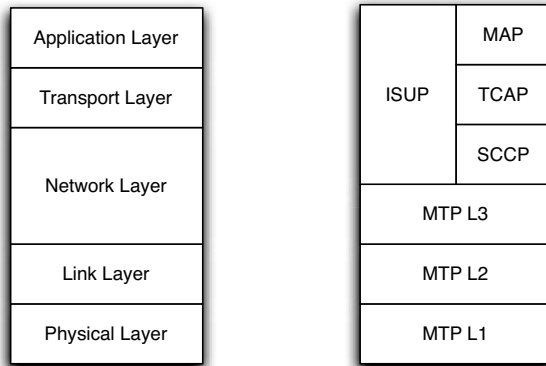 Application Layer
Transport Layer
Network Layer
Link Layer
Physical Layer
ISUP
MAP
TCAP
SCCP
MTP L3
MTP L2
MTP L1